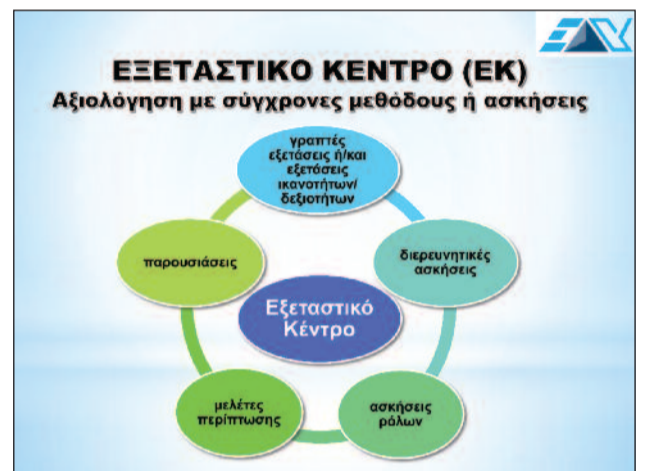 ΕΔΥ
ΕΞΕΤΑΣΤΙΚΟ ΚΕΝΤΡΟ (ΕΚ)
Αξιολόγηση με σύγχρονες μεθόδους ή ασκήσεις
γραπτές
εξετάσεις ή/και
εξετάσεις
ικανοτήτων/
δεξιοτήτων
διερευνητικές
ασκήσεις
ασκήσεις
ρόλων
μελέτες
περίπτωσης
παρουσιάσεις
Εξεταστικό
Κέντρο